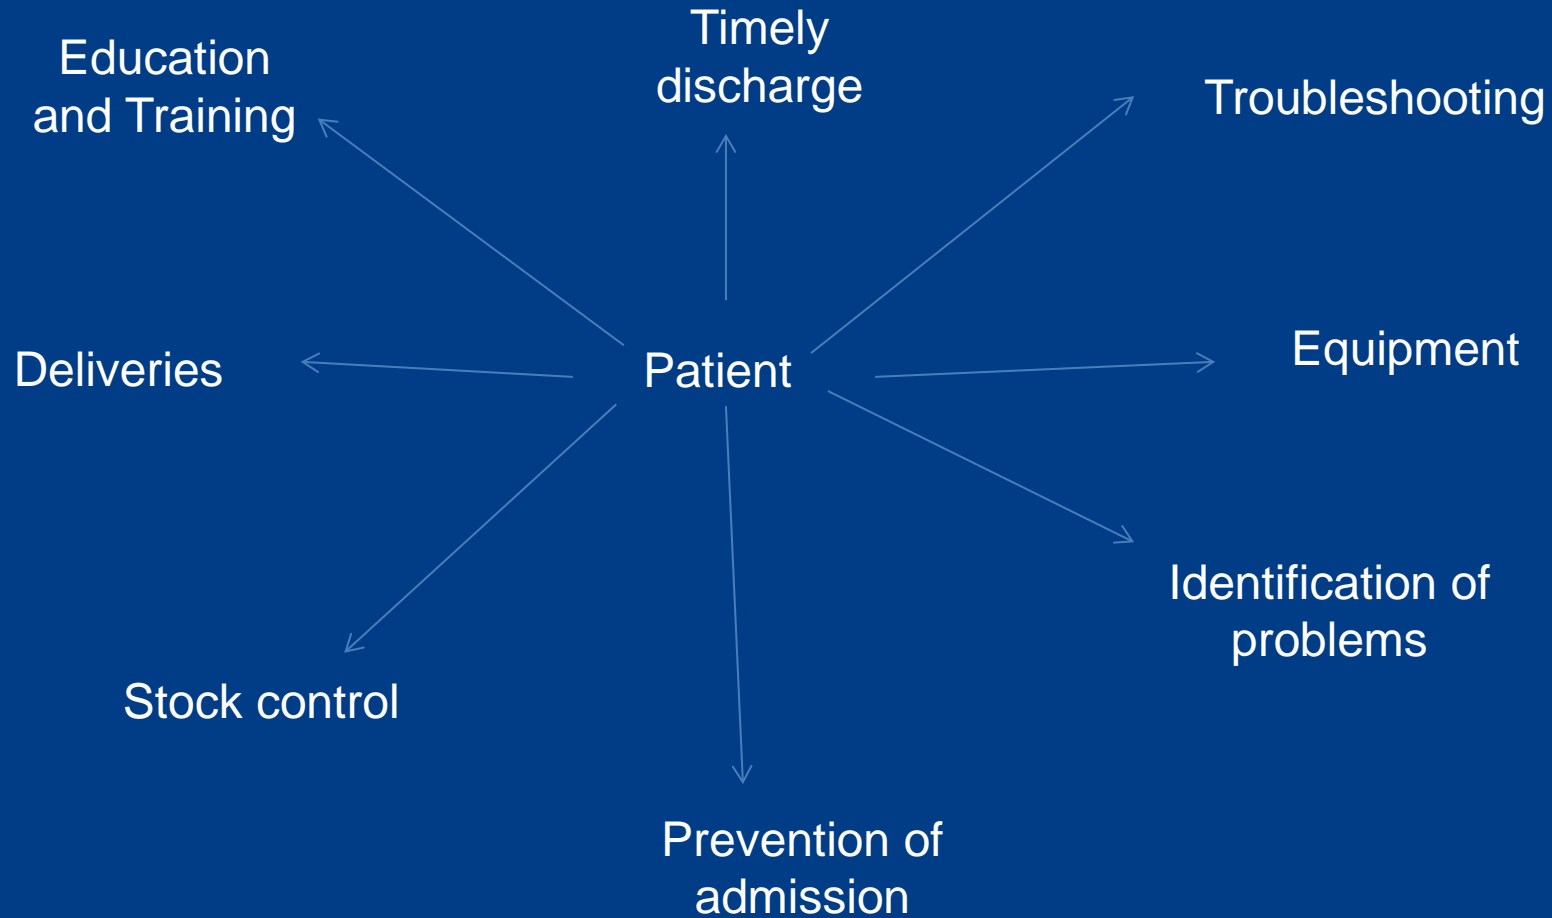 Education
and Training
Timely
discharge
Troubleshooting
Deliveries
Patient
Equipment
Identification of
problems
Stock control
Prevention of
admission